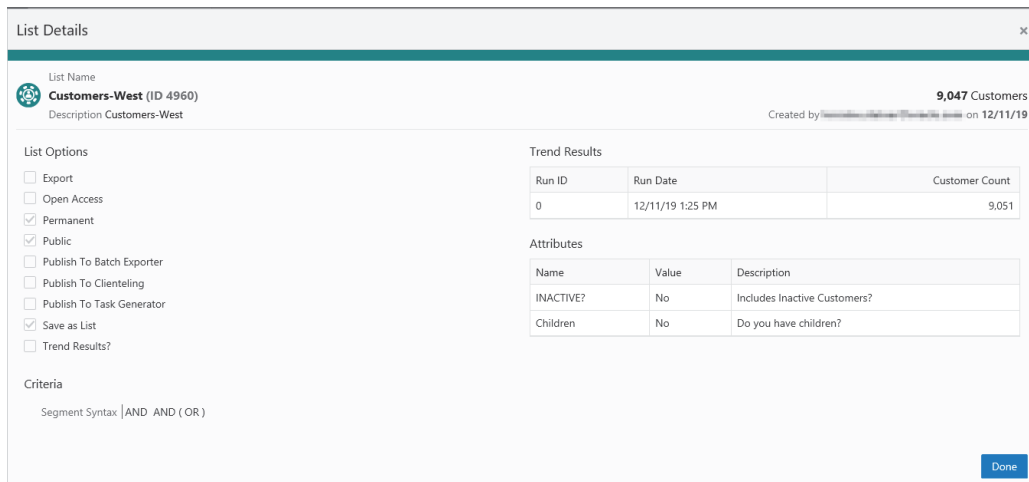 List Details
×
List Name
Customers-West (ID 4960)
9,047 Customers
Description Customers-West
Created by on 12/11/19
List Options
Export
Open Access
Permanent
Public
Publish To Batch Exporter
Publish To Clienteling
Publish To Task Generator
Save as List
Trend Results?
Criteria
Segment Syntax AND AND ( OR )
Trend Results
Run ID Run Date Customer Count
0 12/11/19 1:25 PM 9,051
Attributes
Name Value Description
INACTIVE? No Includes Inactive Customers?
Children No Do you have children?
Done